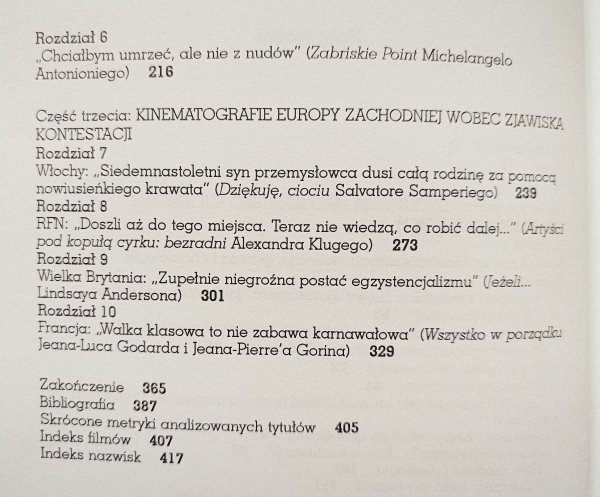 Rozdział 6
„Chciałbym umrzeć, ale nie z nudów” (Zabriskie Point Michelangelo
Antonioniego) 216
Część trzecia: KINEMATOGRAFIE EUROPY ZACHODNIEJ WOBEC ZJAWISKA
KONTESTACJI
Rozdział 7
Włochy: „Siedemnastoletni syn przemysłowca dusi całą rodzinę za pomocą
nowiusieńkiego krawata” (Dziękuję, ciociu Salvatore Samperiego) 239
Rozdział 8
RFN: „Doszli aż do tego miejsca. Teraz nie wiedzą, co robić dalej...” (Artyści
pod kopułą cyrku: bezradni Alexandra Klugego) 273
Rozdział 9
Wielka Brytania: „Zupełnie niegroźna postać egzystencjalizmu” (Jeżeli...
Lindsaya Andersona) 301
Rozdział 10
Francja: „Walka klasowa to nie zabawa karnawałowa” (Wszystko w porządku
Jeana-Luca Godarda i Jeana-Pierre’a Gorina) 329
Zakończenie 365
Bibliografia 387
Skrócone metryki analizowanych tytułów 405
Indeks filmów 407
Indeks nazwisk 417